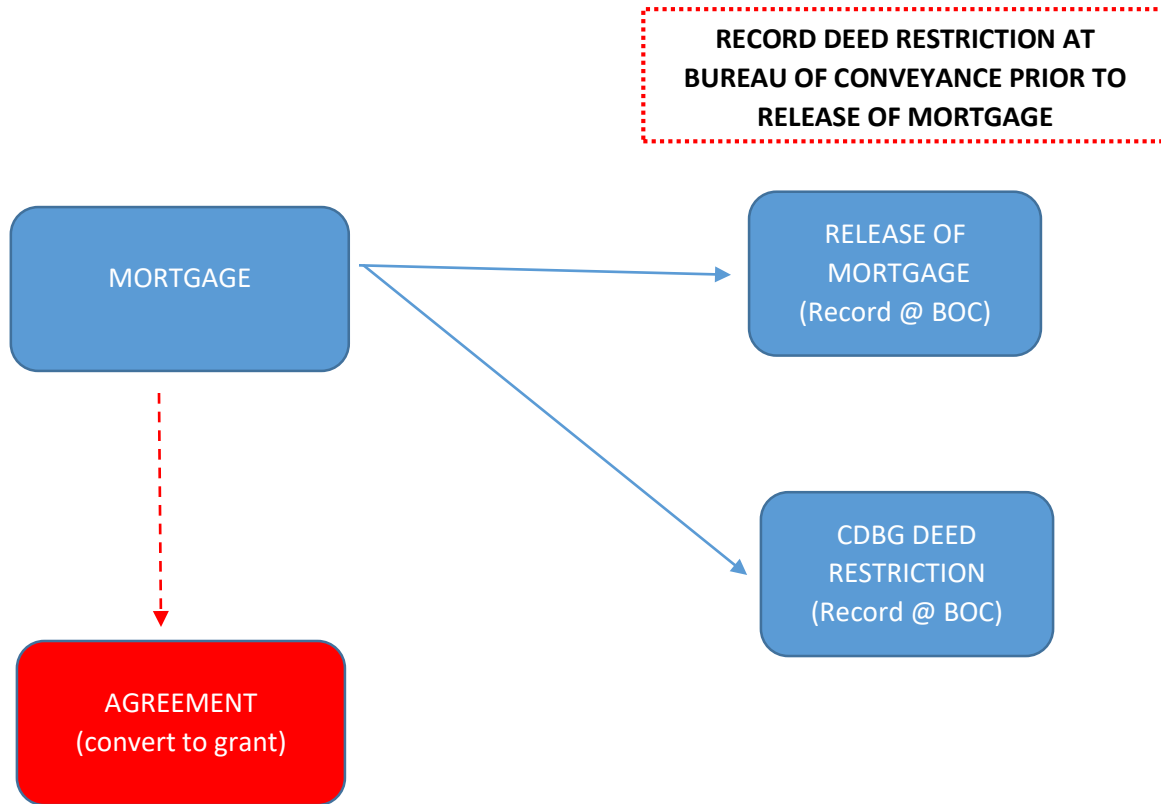 RECORD DEED RESTRICTION AT
BUREAU OF CONVEYANCE PRIOR TO
RELEASE OF MORTGAGE
MORTGAGE
RELEASE OF
MORTGAGE
(Record @ BOC)
CDBG DEED
RESTRICTION
(Record @ BOC)
AGREEMENT
(convert to grant)